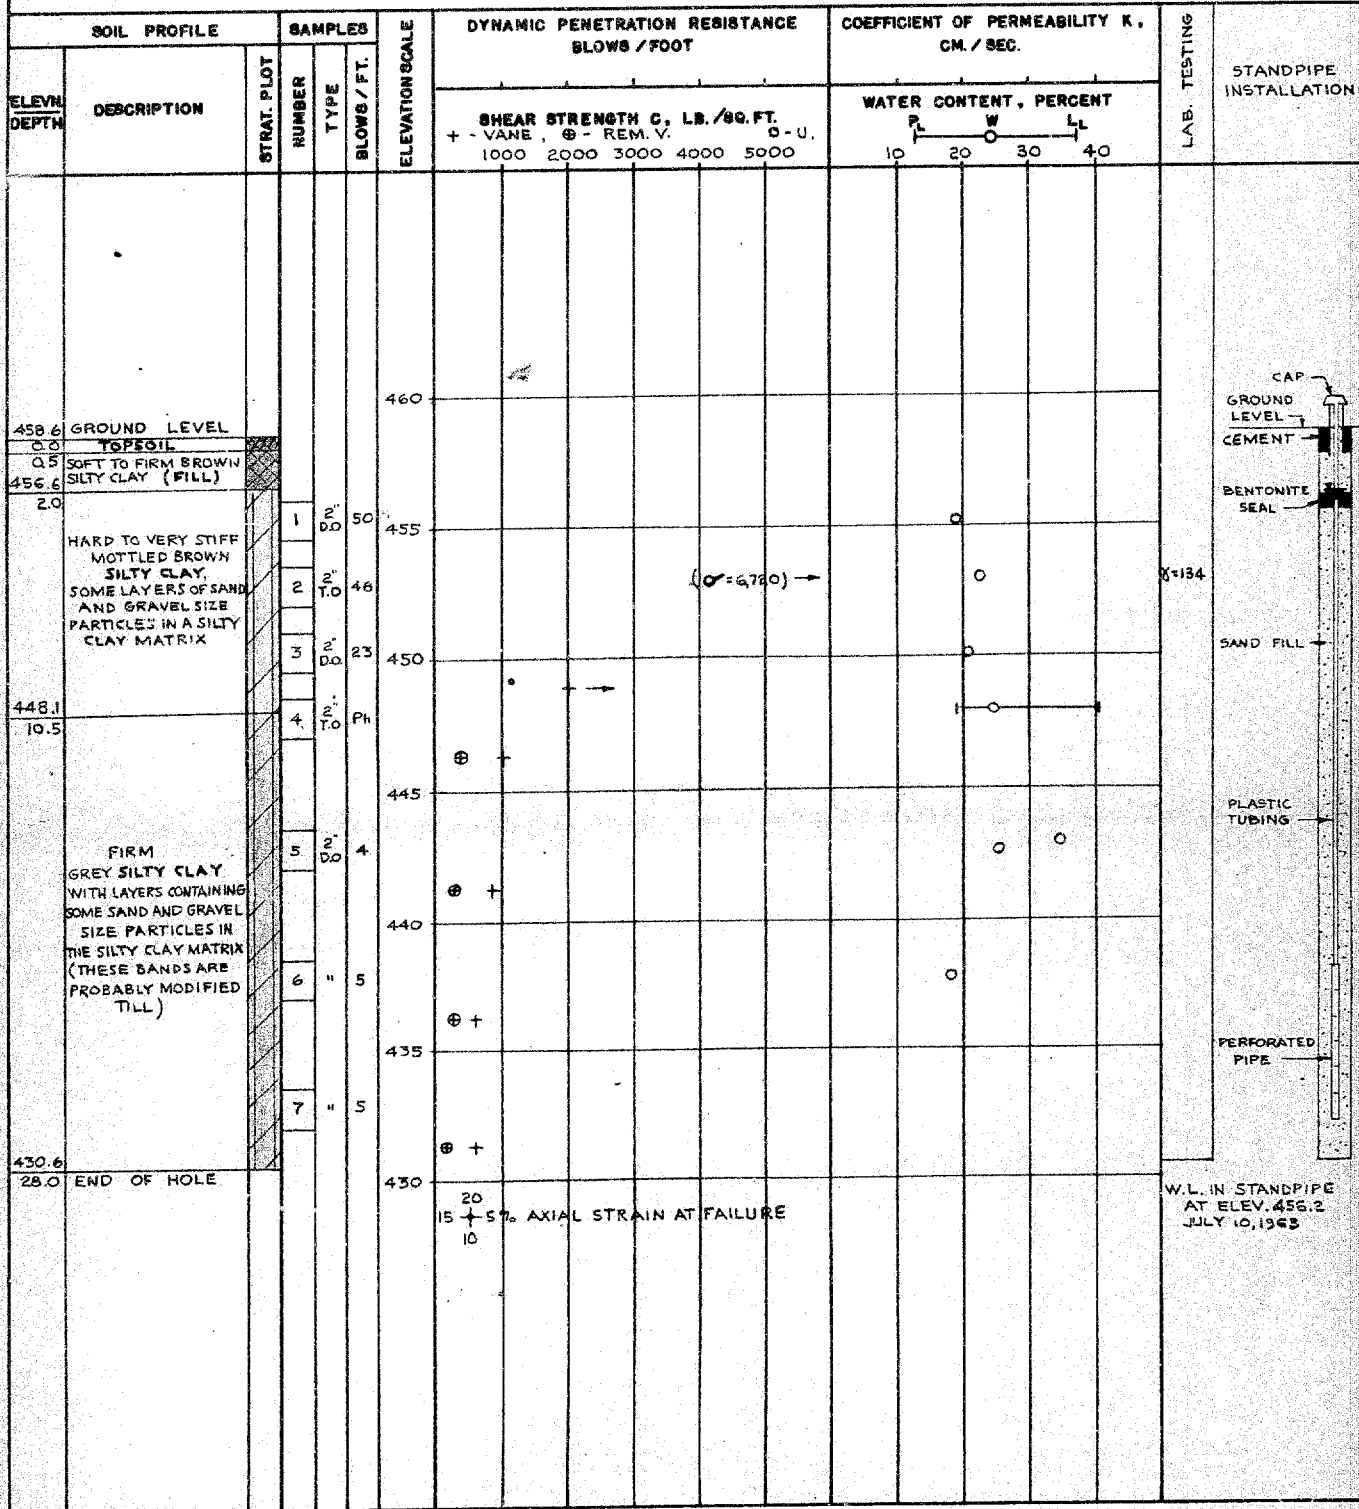 SOIL PROFILE
SAMPLES
ELEVATION SCALE
DYNAMIC PENETRATION RESISTANCE
BLOWS / FOOT
COEFFICIENT OF PERMEABILITY K,
CM. / SEC.
LAB. TESTING
STANDPIPE
INSTALLATION
ELEVN.
DEPTH
DESCRIPTION
STRAT. PLOT
NUMBER
TYPE
BLOWS / FT.
SHEAR STRENGTH C, LB./SQ.FT.
+ - VANE, ⊕ - REM. V. O - U.
1000 2000 3000 4000 5000
WATER CONTENT, PERCENT
PL W LL
10 20 30 40
458.6 GROUND LEVEL
0.0 TOPSOIL
0.5 SOFT TO FIRM BROWN
456.6 SILTY CLAY (FILL)
2.0
HARD TO VERY STIFF
MOTTLED BROWN
SILTY CLAY,
SOME LAYERS OF SAND
AND GRAVEL SIZE
PARTICLES IN A SILTY
CLAY MATRIX
448.1
10.5
FIRM
GREY SILTY CLAY
WITH LAYERS CONTAINING
SOME SAND AND GRAVEL
SIZE PARTICLES IN
THE SILTY CLAY MATRIX
(THESE BANDS ARE
PROBABLY MODIFIED
TILL)
430.6
28.0 END OF HOLE
1 2" D.O 50
2 2" T.O 46
3 2" D.O. 23
4 2" T.O Ph
5 2" D.O 4
6 " 5
7 " 5
460
455
450
445
440
435
430
(σ=6,780)
γ=134
20
15 + 5% AXIAL STRAIN AT FAILURE
10
CAP
GROUND
LEVEL
CEMENT
BENTONITE
SEAL
SAND FILL
PLASTIC
TUBING
PERFORATED
PIPE
W.L. IN STANDPIPE
AT ELEV. 456.2
JULY 10, 1963